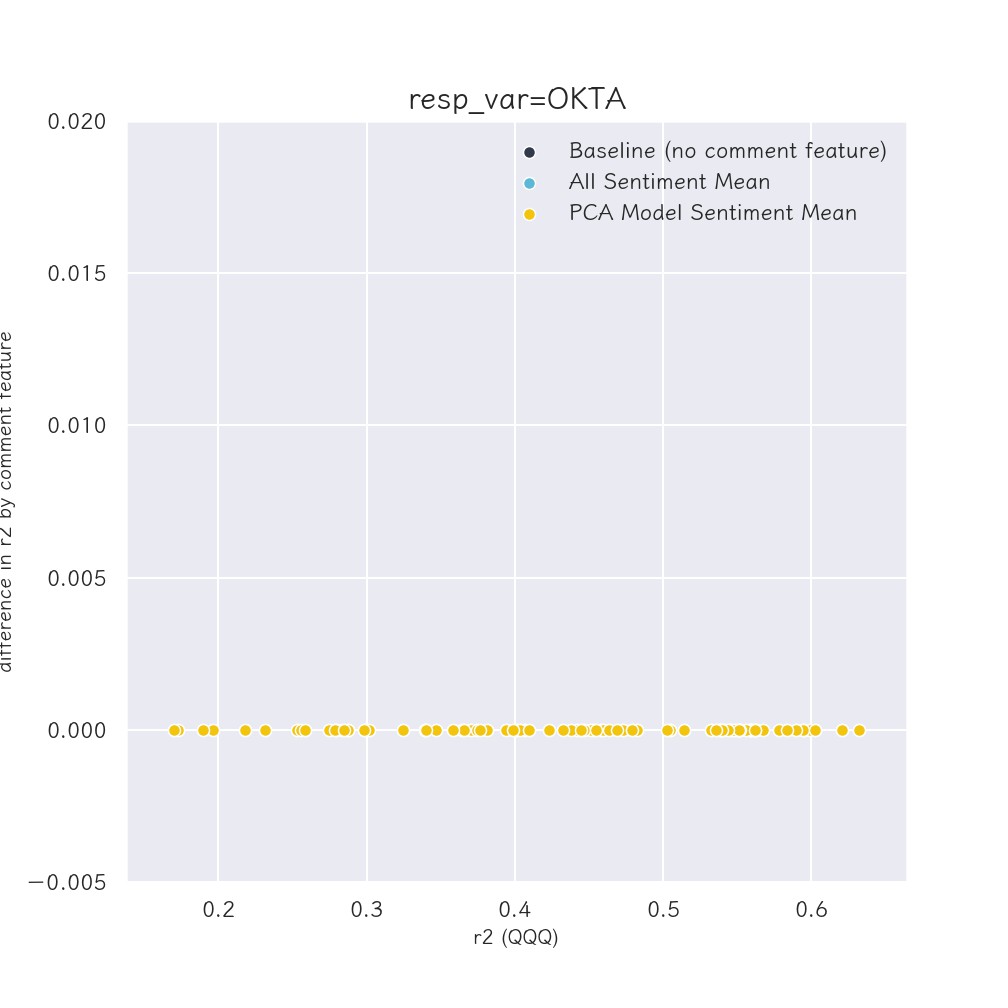 resp_var=OKTA
0.020
0.015
0.010
0.005
0.000
−0.005
difference in r2 by comment feature
Baseline (no comment feature)
All Sentiment Mean
PCA Model Sentiment Mean
0.2
0.3
0.4
0.5
0.6
r2 (QQQ)